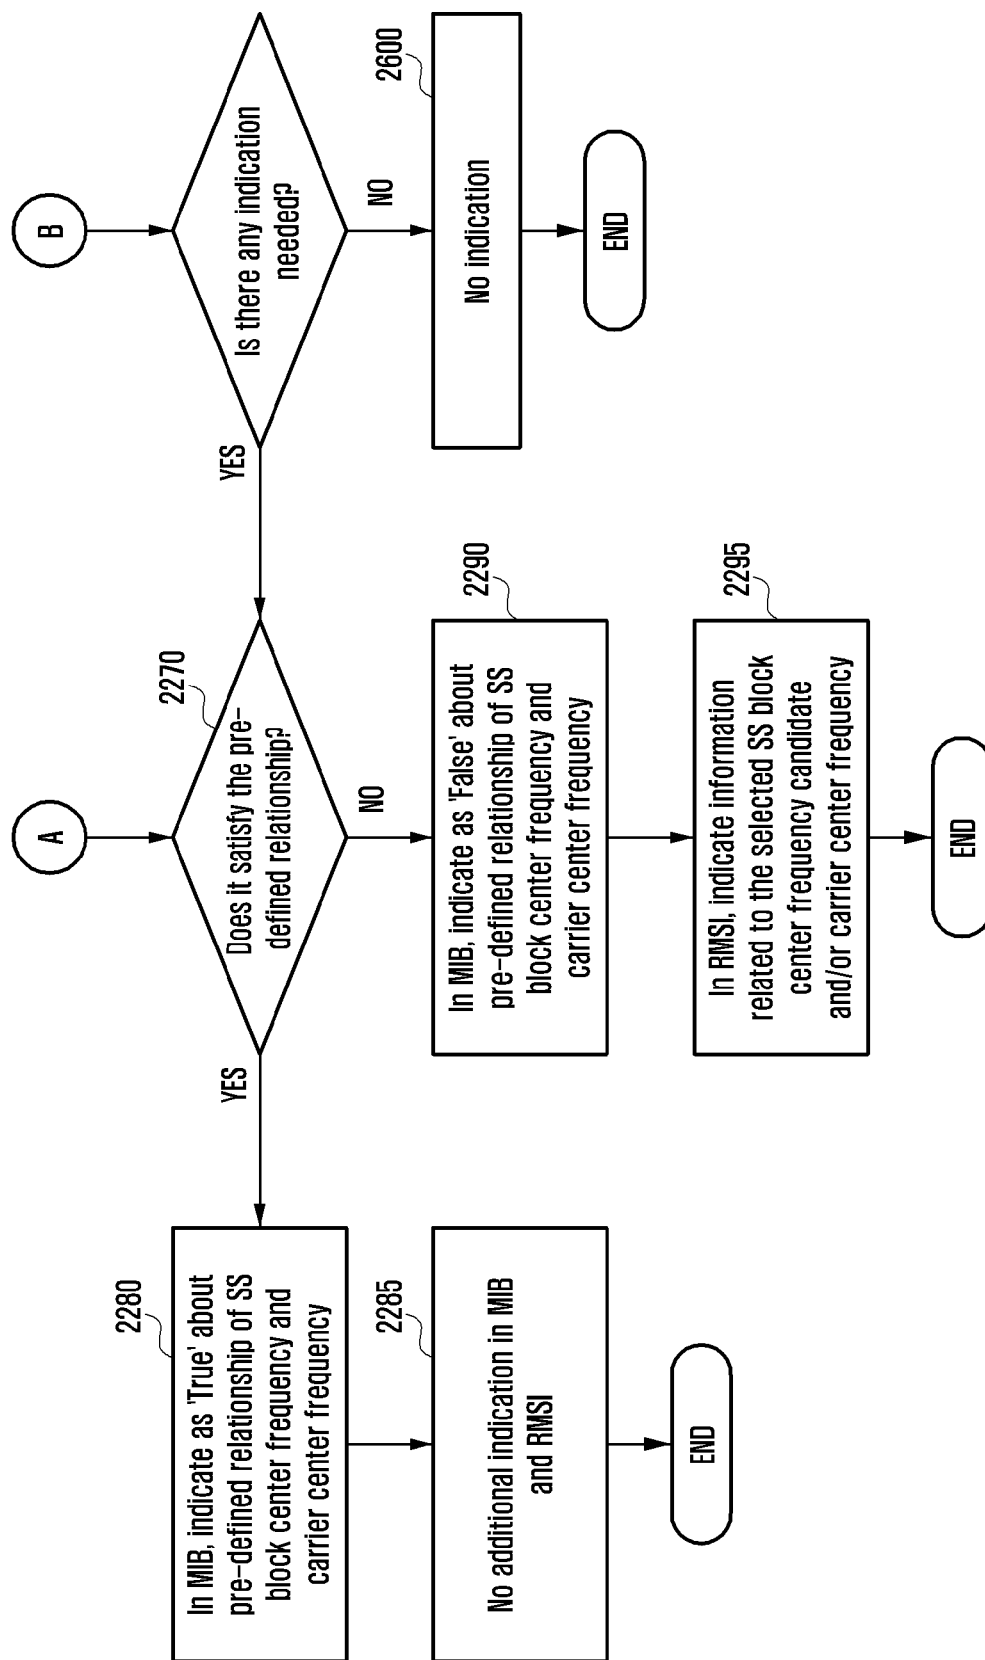 A
B
2270
Does it satisfy the pre-
defined relationship?
Is there any indication
needed?
YES
YES
NO
NO
2280
In MIB, indicate as 'True' about
pre-defined relationship of SS
block center frequency and
carrier center frequency
2290
In MIB, indicate as 'False' about
pre-defined relationship of SS
block center frequency and
carrier center frequency
2600
No indication
2285
No additional indication in MIB
and RMSI
2295
In RMSI, indicate information
related to the selected SS block
center frequency candidate
and/or carrier center frequency
END
END
END